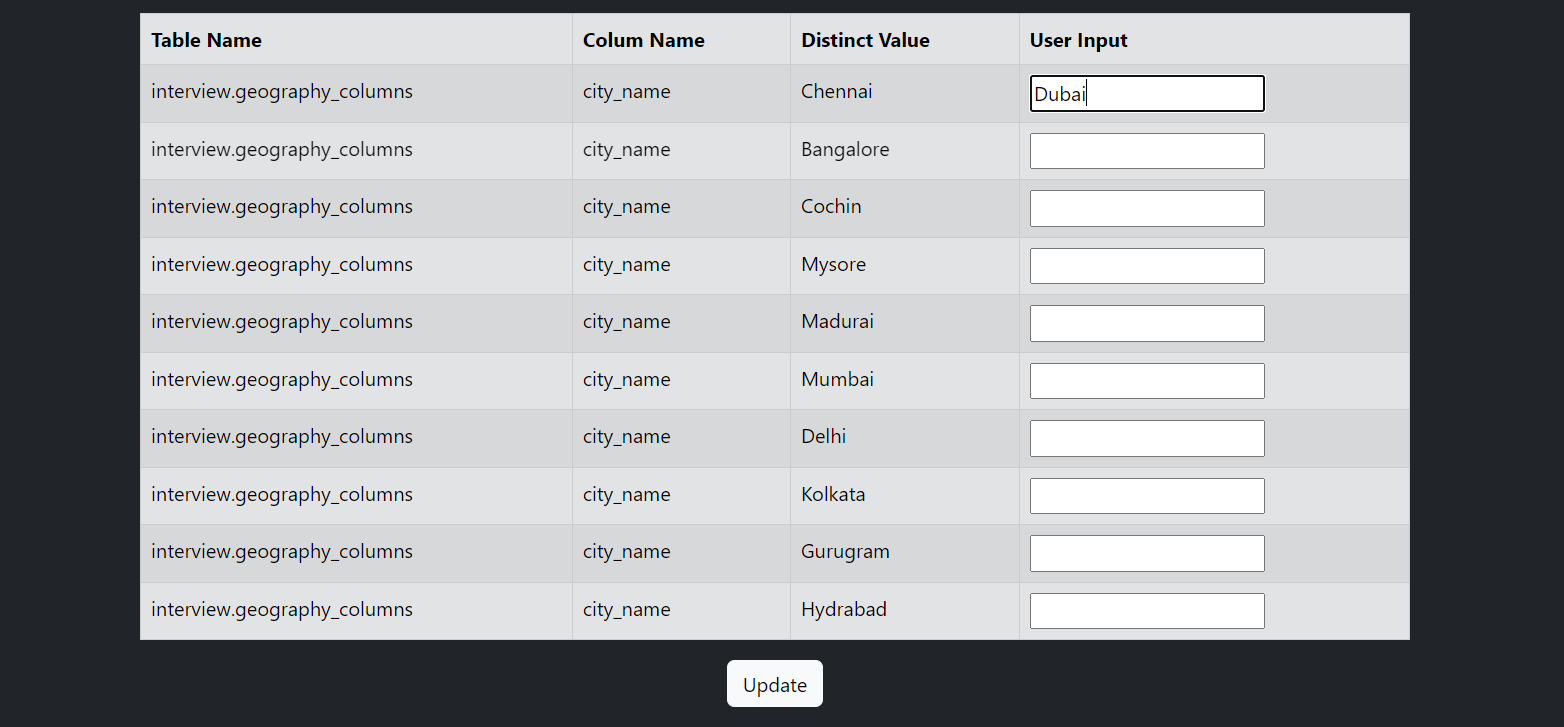 Table Name Colum Name Distinct Value User Input
interview.geography_columns city_name Chennai Dubai
interview.geography_columns city_name Bangalore
interview.geography_columns city_name Cochin
interview.geography_columns city_name Mysore
interview.geography_columns city_name Madurai
interview.geography_columns city_name Mumbai
interview.geography_columns city_name Delhi
interview.geography_columns city_name Kolkata
interview.geography_columns city_name Gurugram
interview.geography_columns city_name Hydrabad
Update